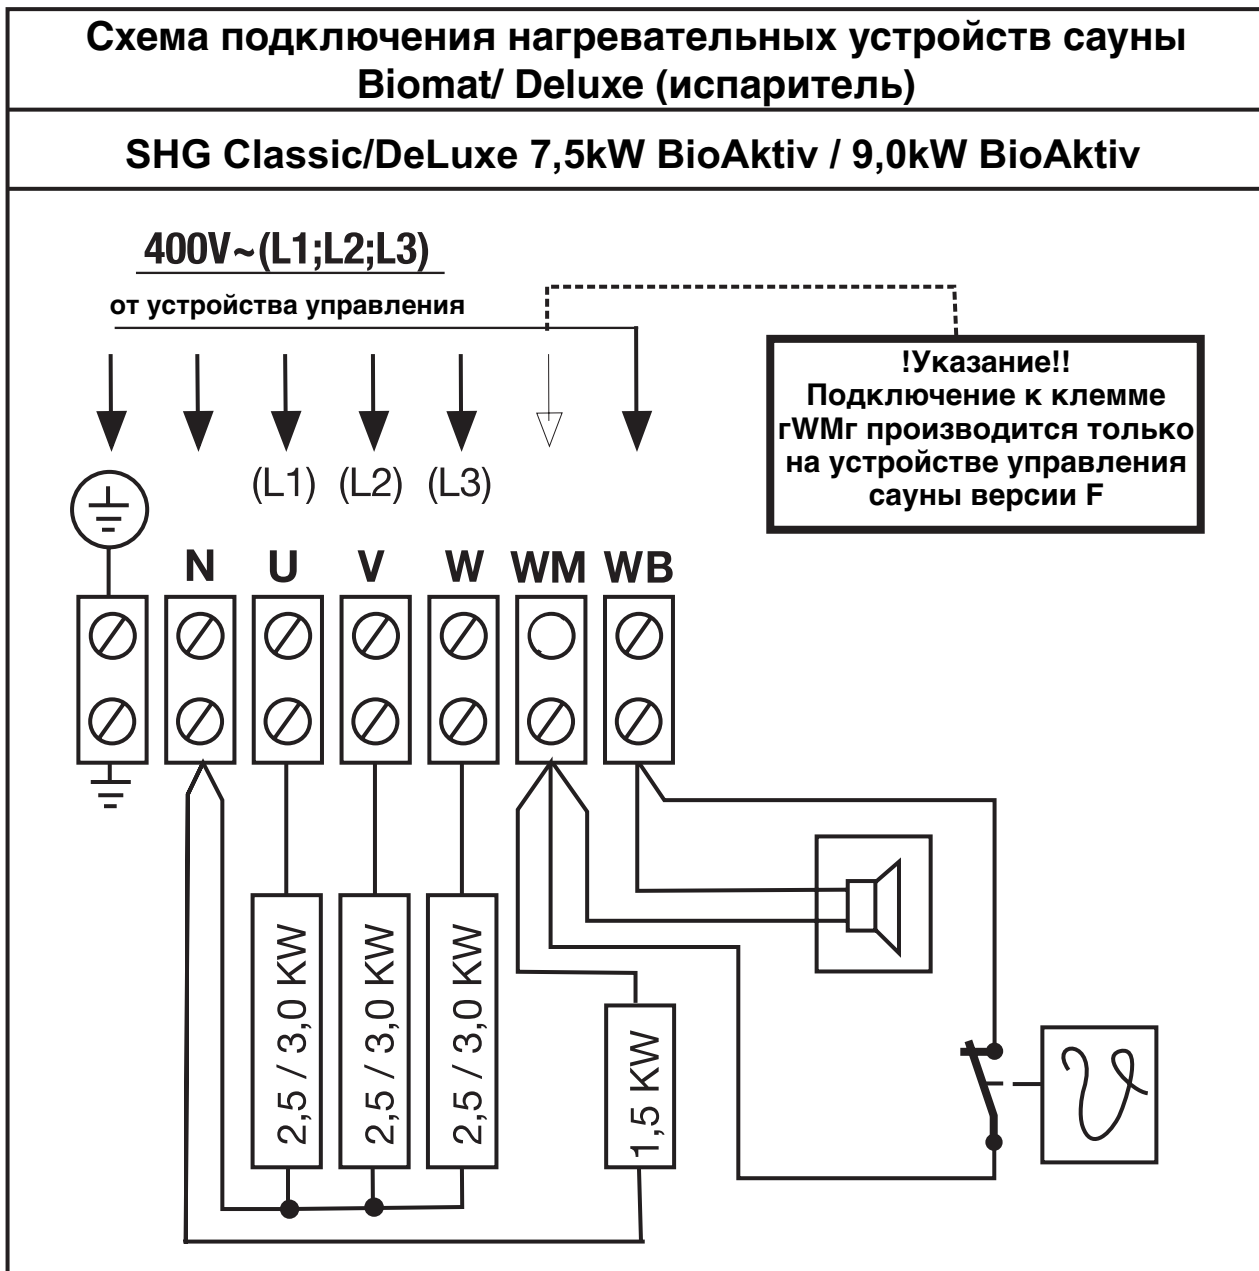 Схема подключения нагревательных устройств сауны
Biomat/ Deluxe (испаритель)
SHG Classic/DeLuxe 7,5kW BioAktiv / 9,0kW BioAktiv
400V~(L1;L2;L3)
от устройства управления
!Указание!!
Подключение к клемме
гWMг производится только
на устройстве управления
сауны версии F
(L1) (L2) (L3)
N U V W WM WB
2,5 / 3,0 KW
2,5 / 3,0 KW
2,5 / 3,0 KW
1,5 KW
ϑ